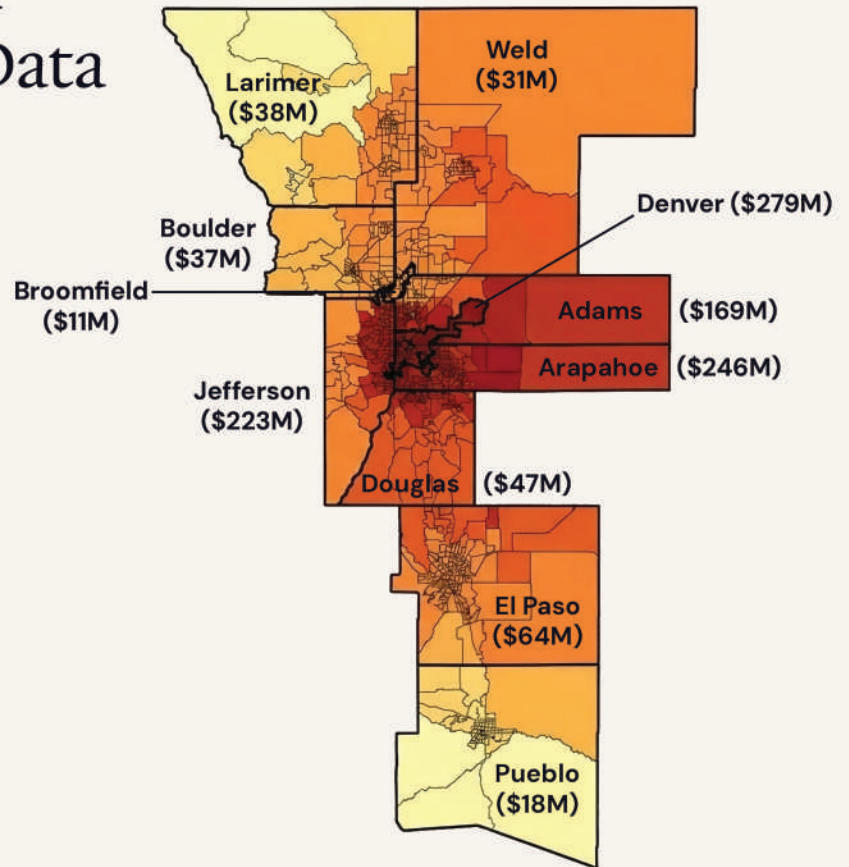 Data
Larimer
($38M)
Weld
($31M)
Denver ($279M)
Boulder
($37M)
Broomfield
($11M)
Adams ($169M)
Arapahoe ($246M)
Jefferson
($223M)
Douglas ($47M)
El Paso
($64M)
Pueblo
($18M)